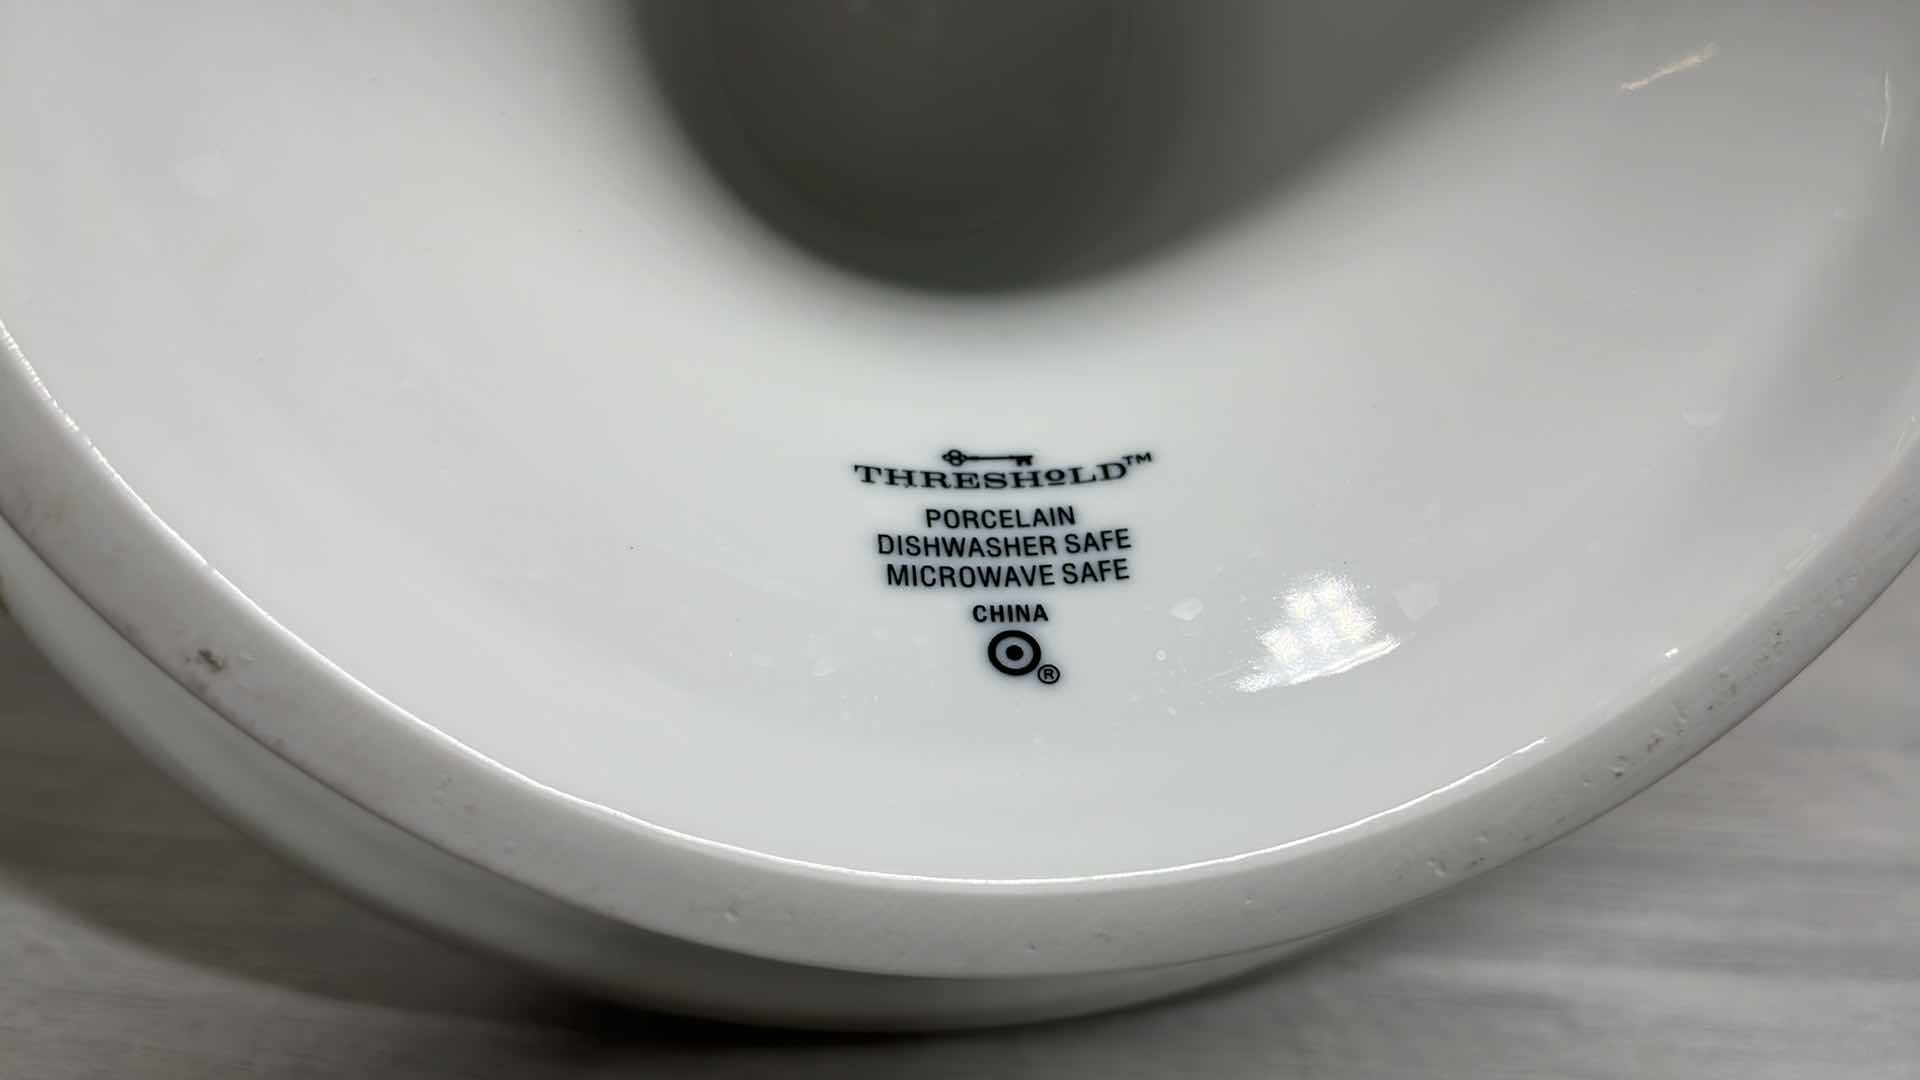 THRESHOLD™
PORCELAIN
DISHWASHER SAFE
MICROWAVE SAFE
CHINA
®